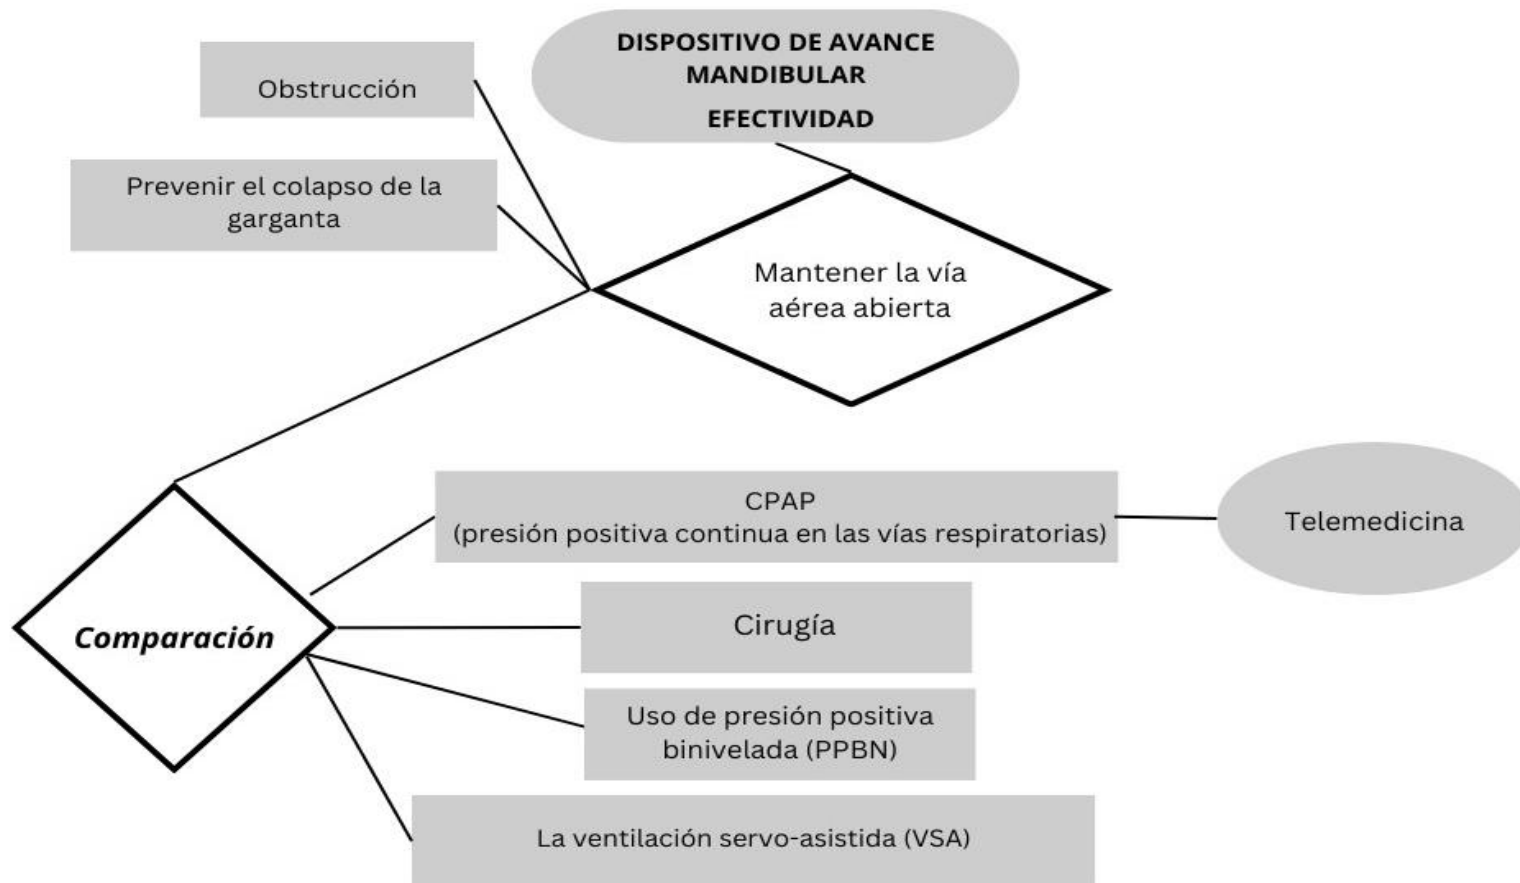 DISPOSITIVO DE AVANCE
MANDIBULAR
EFECTIVIDAD
Obstrucción
Prevenir el colapso de la
garganta
Mantener la vía
aérea abierta
CPAP
(presión positiva continua en las vías respiratorias)
Telemedicina
Comparación
Cirugía
Uso de presión positiva
binivelada (PPBN)
La ventilación servo-asistida (VSA)